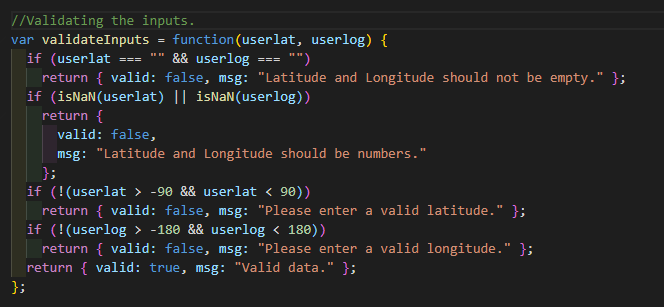 //Validating the inputs.
var validateInputs = function(userlat, userlog) {
  if (userlat === "" && userlog === "")
    return { valid: false, msg: "Latitude and Longitude should not be empty." };
  if (isNaN(userlat) || isNaN(userlog))
    return {
      valid: false,
      msg: "Latitude and Longitude should be numbers."
    };
  if (!(userlat > -90 && userlat < 90))
    return { valid: false, msg: "Please enter a valid latitude." };
  if (!(userlog > -180 && userlog < 180))
    return { valid: false, msg: "Please enter a valid longitude." };
  return { valid: true, msg: "Valid data." };
};